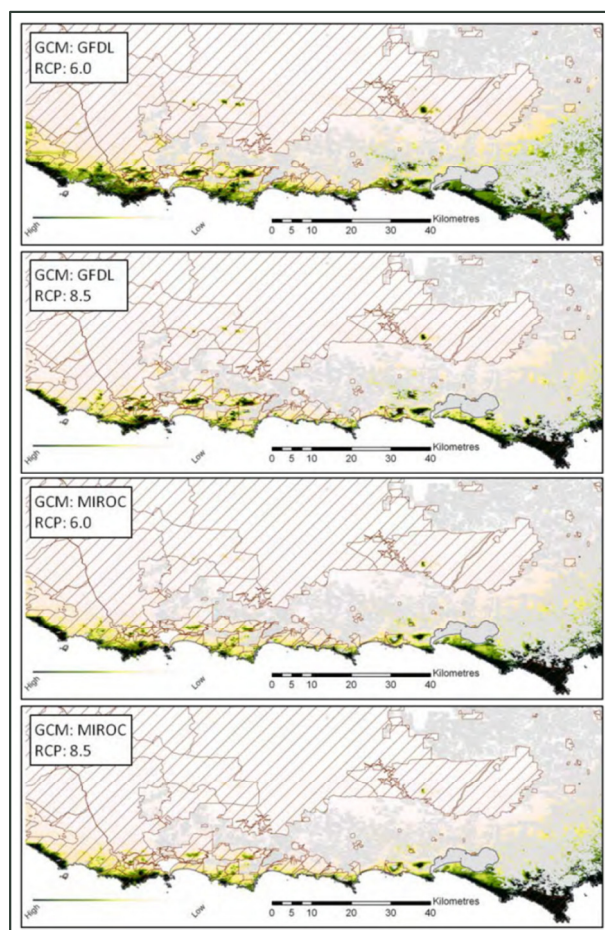 GCM: GFDL
RCP: 6.0
High
Low
0 5 10 20 30 40
Kilometres
GCM: GFDL
RCP: 8.5
High
Low
0 5 10 20 30 40
Kilometres
GCM: MIROC
RCP: 6.0
High
Low
0 5 10 20 30 40
Kilometres
GCM: MIROC
RCP: 8.5
High
Low
0 5 10 20 30 40
Kilometres